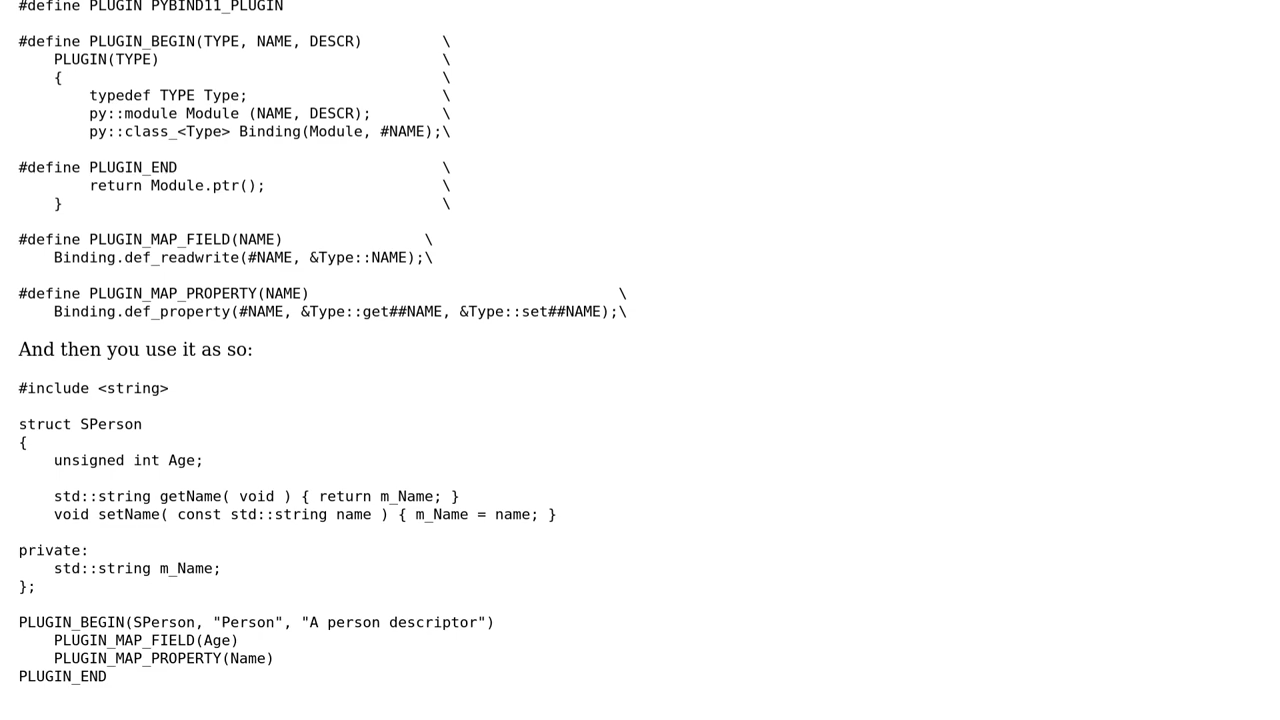 #define PLUGIN PYBIND11_PLUGIN
#define PLUGIN_BEGIN(TYPE, NAME, DESCR)         \
    PLUGIN(TYPE)                                \
    {                                           \
        typedef TYPE Type;                      \
        py::module Module (NAME, DESCR);        \
        py::class_<Type> Binding(Module, #NAME);\
#define PLUGIN_END                              \
        return Module.ptr();                    \
    }                                           \
#define PLUGIN_MAP_FIELD(NAME)                \
    Binding.def_readwrite(#NAME, &Type::NAME);\
#define PLUGIN_MAP_PROPERTY(NAME)                                   \
    Binding.def_property(#NAME, &Type::get##NAME, &Type::set##NAME);\
And then you use it as so:
#include <string>
struct SPerson
{
    unsigned int Age;
    std::string getName( void ) { return m_Name; }
    void setName( const std::string name ) { m_Name = name; }
private:
    std::string m_Name;
};
PLUGIN_BEGIN(SPerson, "Person", "A person descriptor")
    PLUGIN_MAP_FIELD(Age)
    PLUGIN_MAP_PROPERTY(Name)
PLUGIN_END